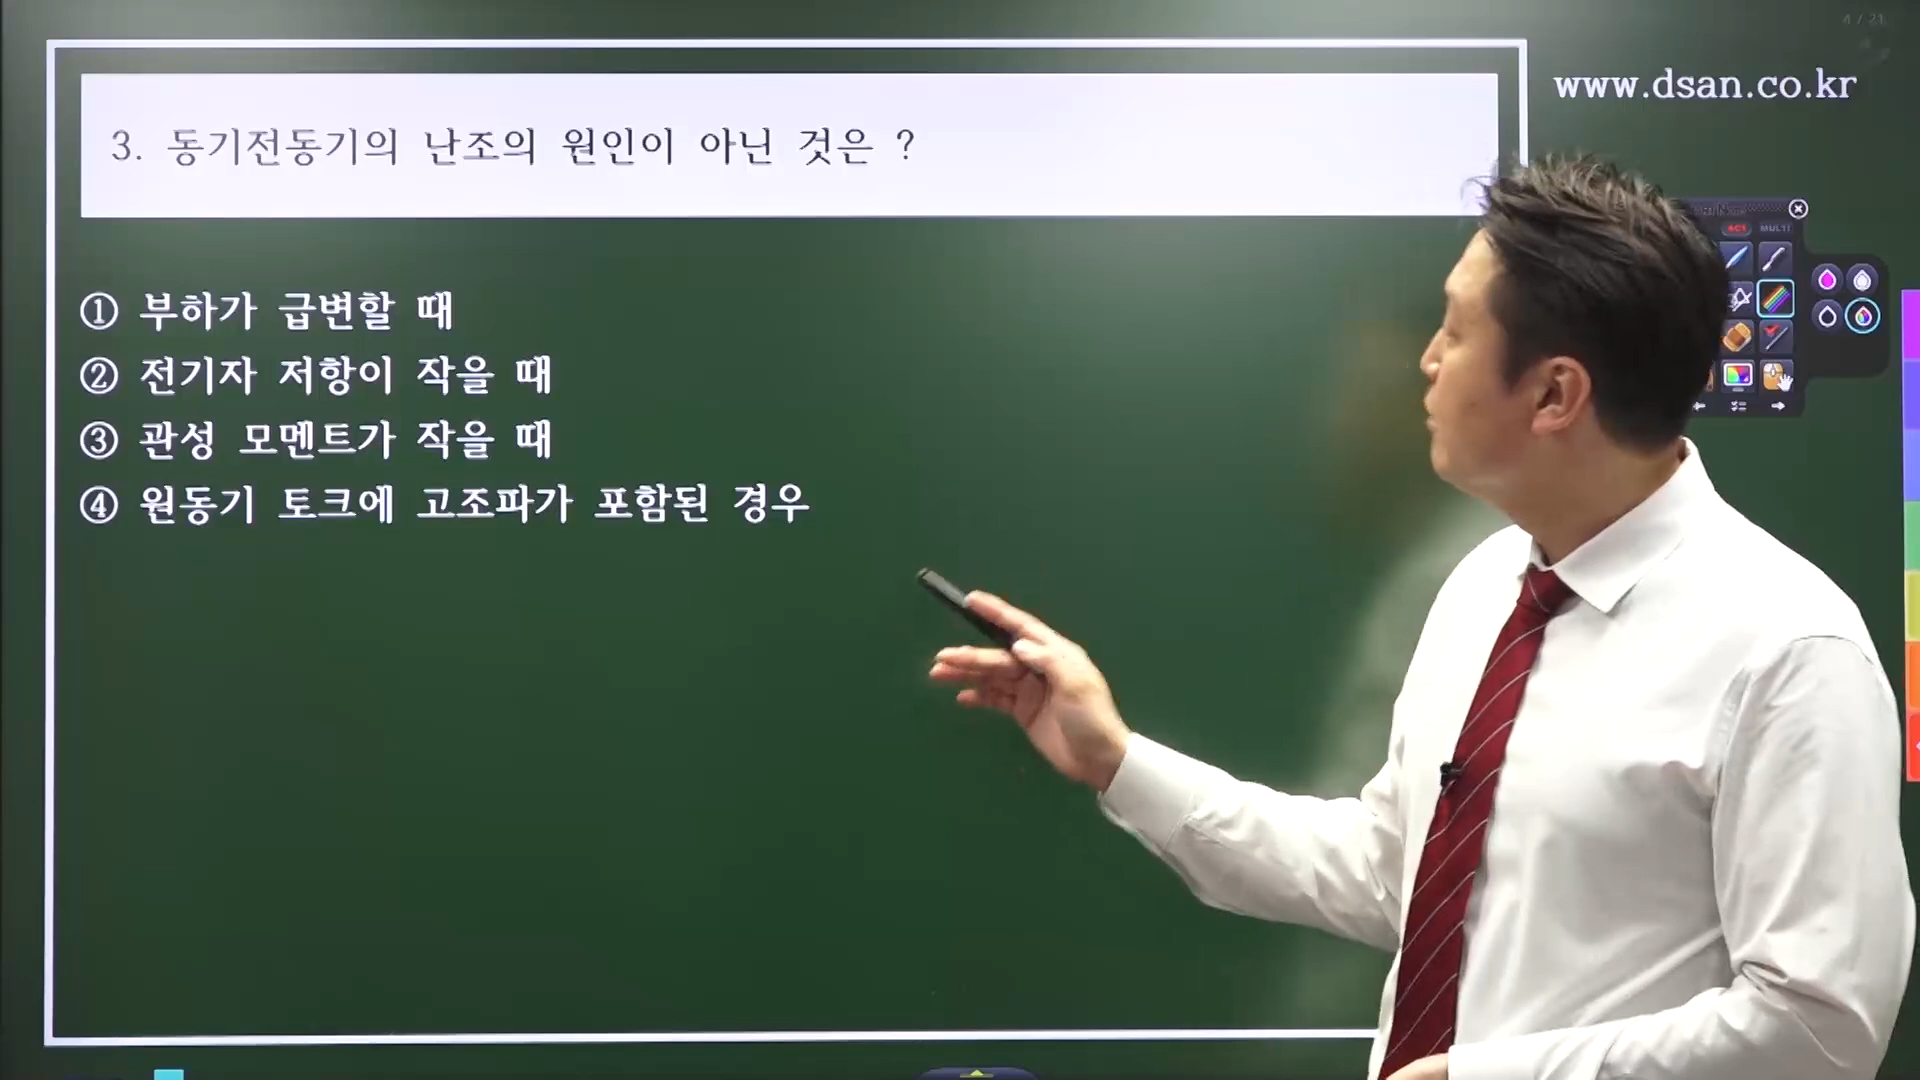 4 / 21
www.dsan.co.kr
3. 동기전동기의 난조의 원인이 아닌 것은 ?
① 부하가 급변할 때
② 전기자 저항이 작을 때
③ 관성 모멘트가 작을 때
④ 원동기 토크에 고조파가 포함된 경우
MULTI